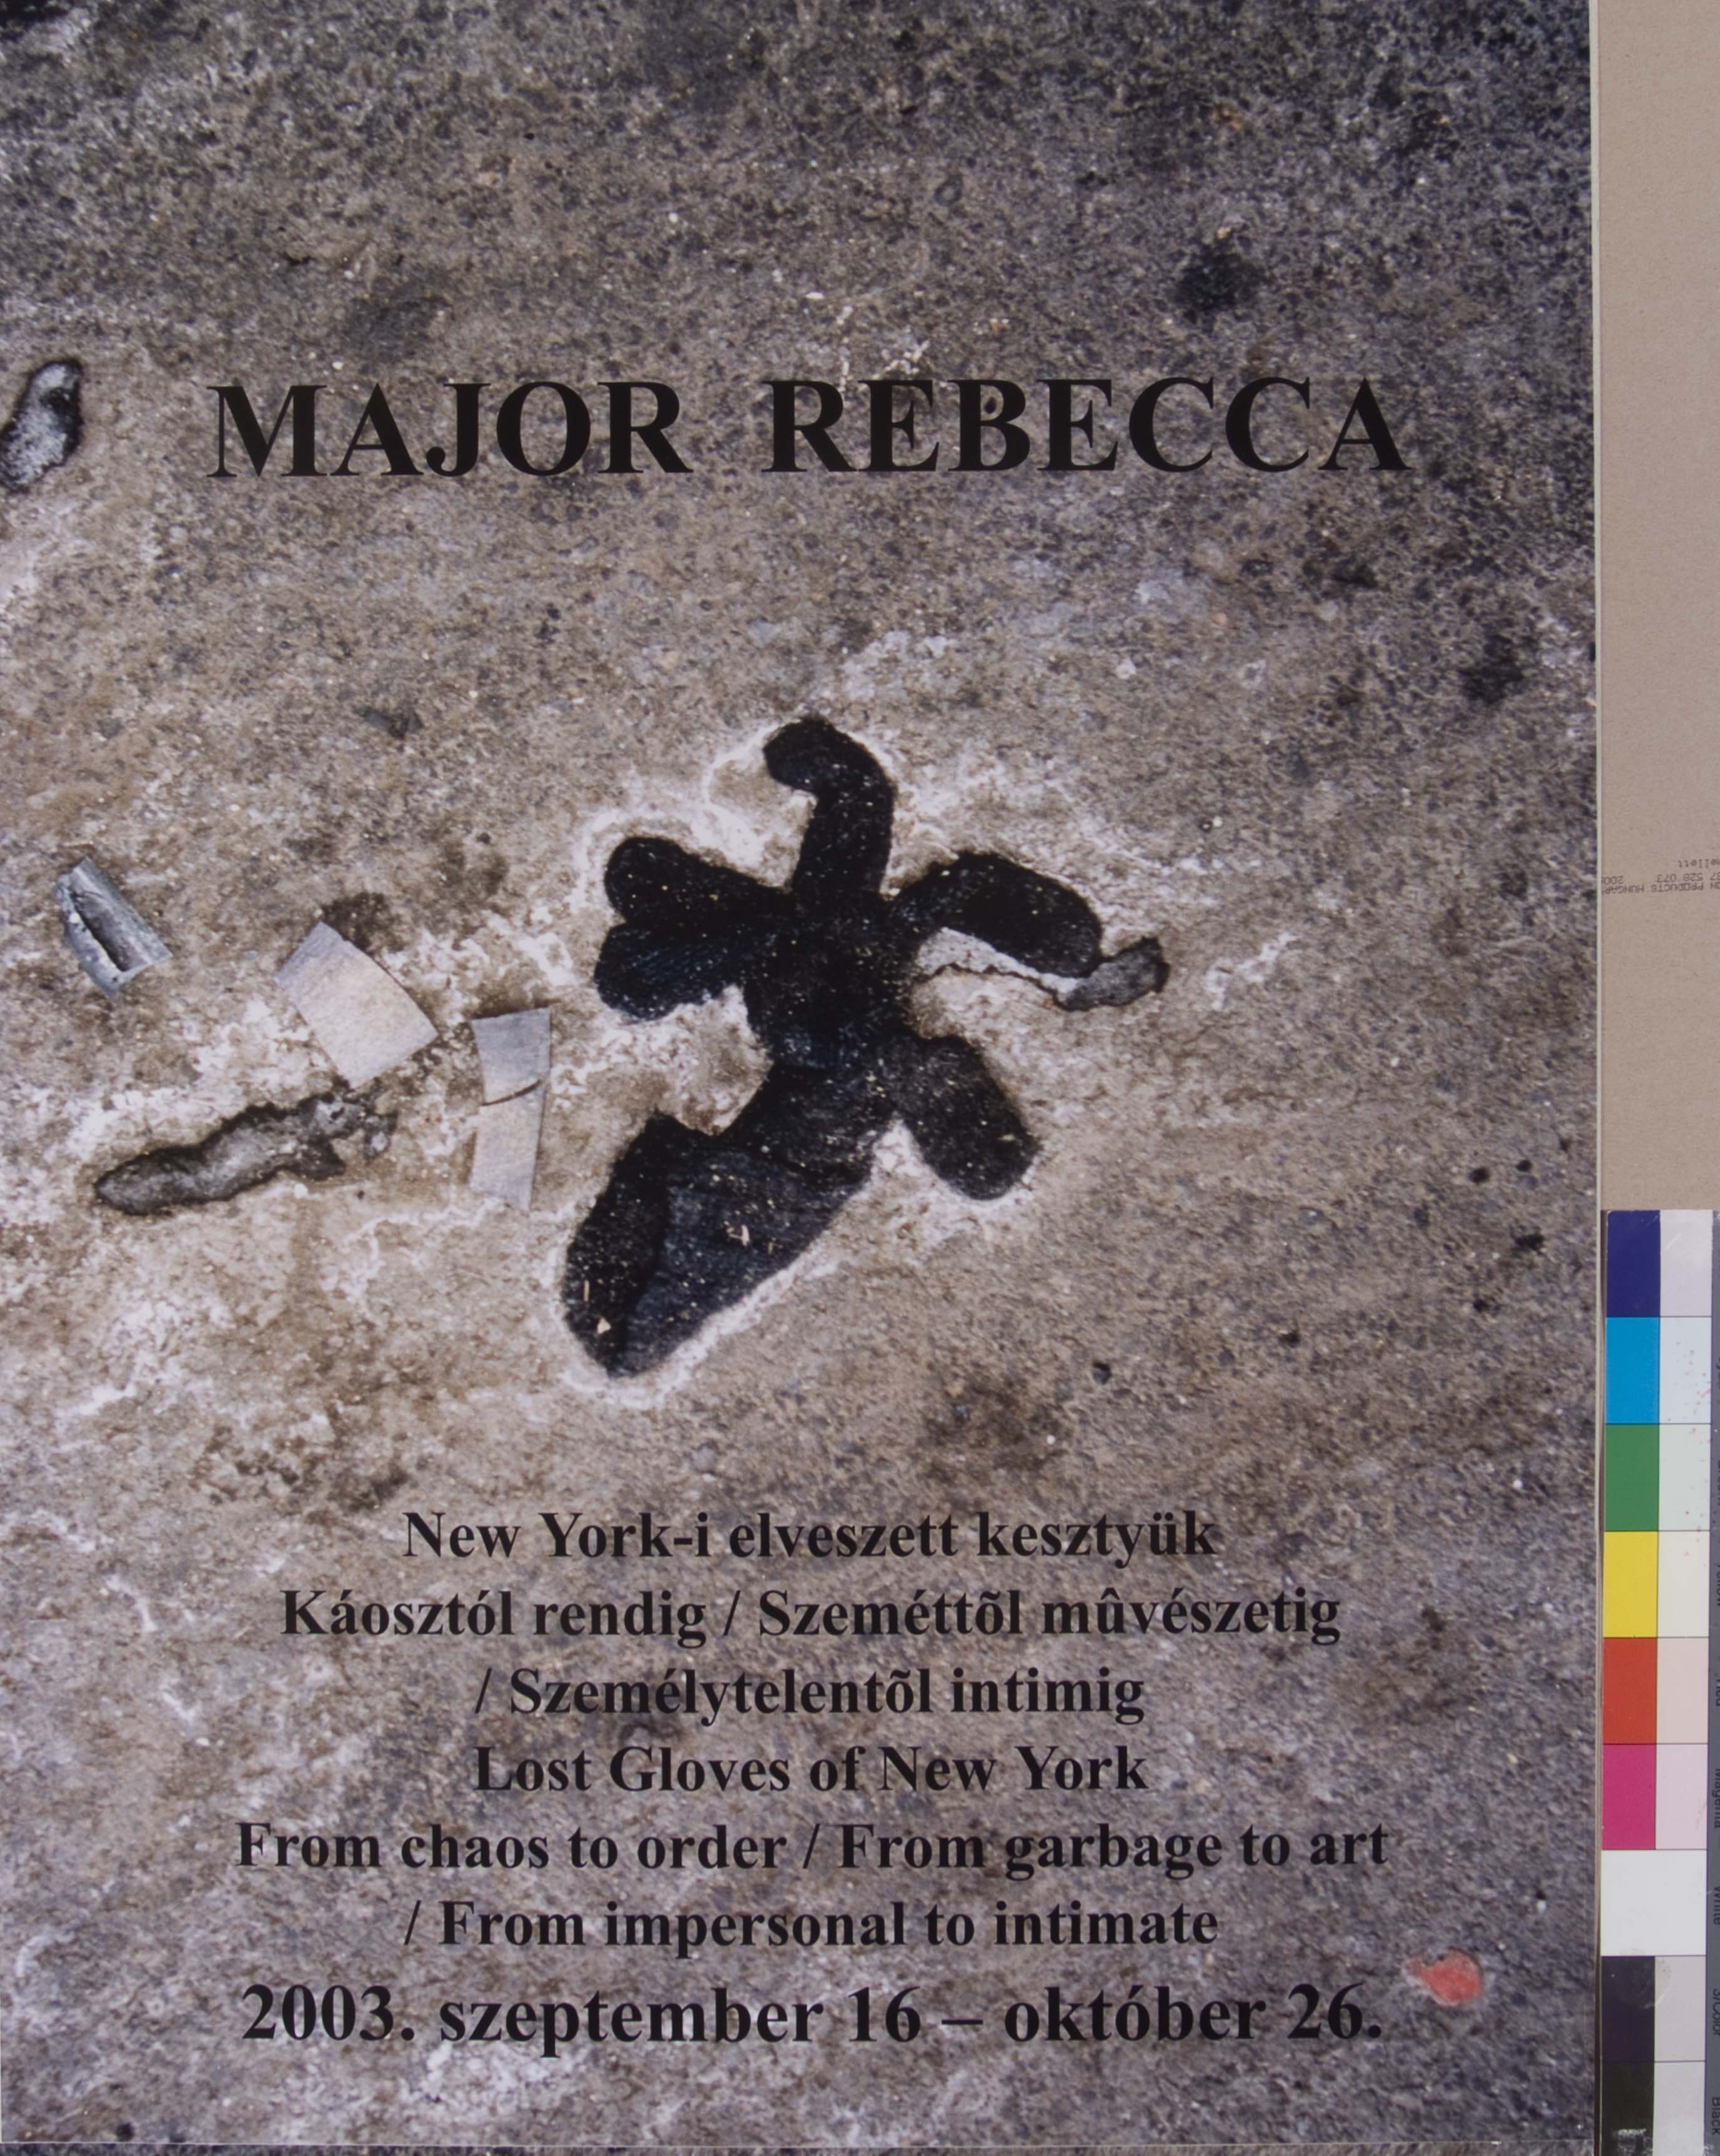 MAJOR REBECCA
New York-i elveszett kesztyük
Káosztól rendig / Szeméttõl mûvészetig
/ Személytelentõl intimig
Lost Gloves of New York
From chaos to order / From garbage to art
/ From impersonal to intimate
2003. szeptember 16 – október 26.